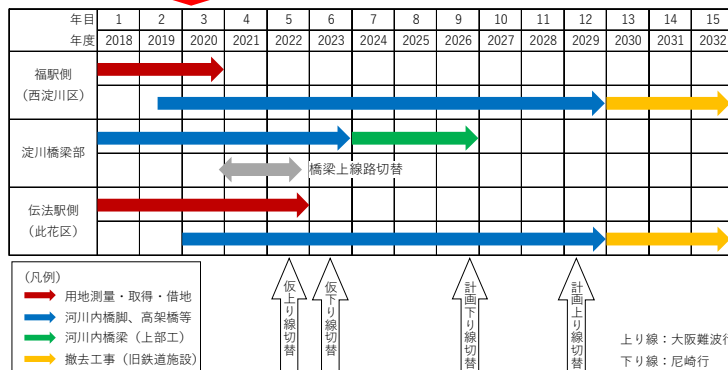 年目 1 2 3 4 5 6 7 8 9 10 11 12 13 14 15
年度 2018 2019 2020 2021 2022 2023 2024 2025 2026 2027 2028 2029 2030 2031 2032
福駅側
(西淀川区)
淀川橋梁部
橋梁上線路切替
伝法駅側
(此花区)
(凡例)
用地測量・取得・借地
河川内橋脚、高架橋等
河川内橋梁(上部工)
撤去工事(旧鉄道施設)
仮上り線切替
仮下り線切替
計画下り線切替
計画上り線切替
上り線:大阪難波行
下り線:尼崎行